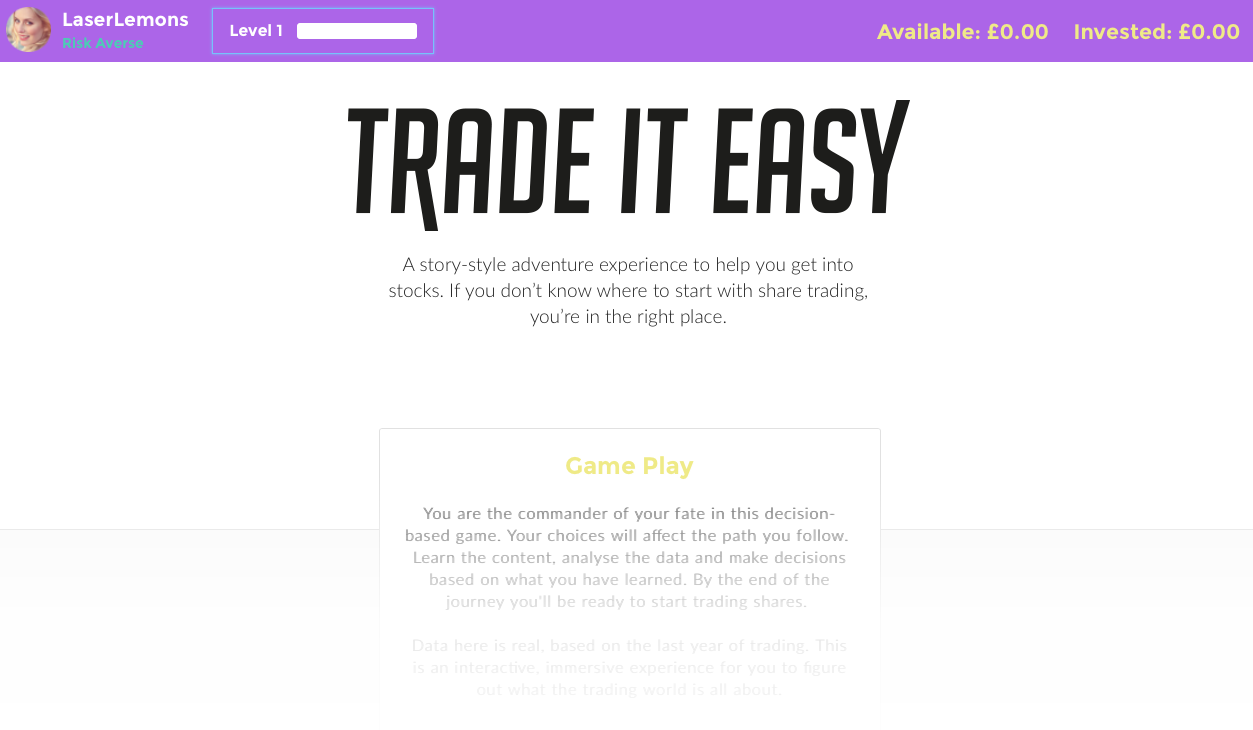 LaserLemons
Risk Averse
Level 1
Available: £0.00
Invested: £0.00
TRADE IT EASY
A story-style adventure experience to help you get into
stocks. If you don’t know where to start with share trading,
you’re in the right place.
Game Play
You are the commander of your fate in this decision-
based game. Your choices will affect the path you follow.
Learn the content, analyse the data and make decisions
based on what you have learned. By the end of the
journey you'll be ready to start trading shares.
Data here is real, based on the last year of trading. This
is an interactive, immersive experience for you to figure
out what the trading world is all about.